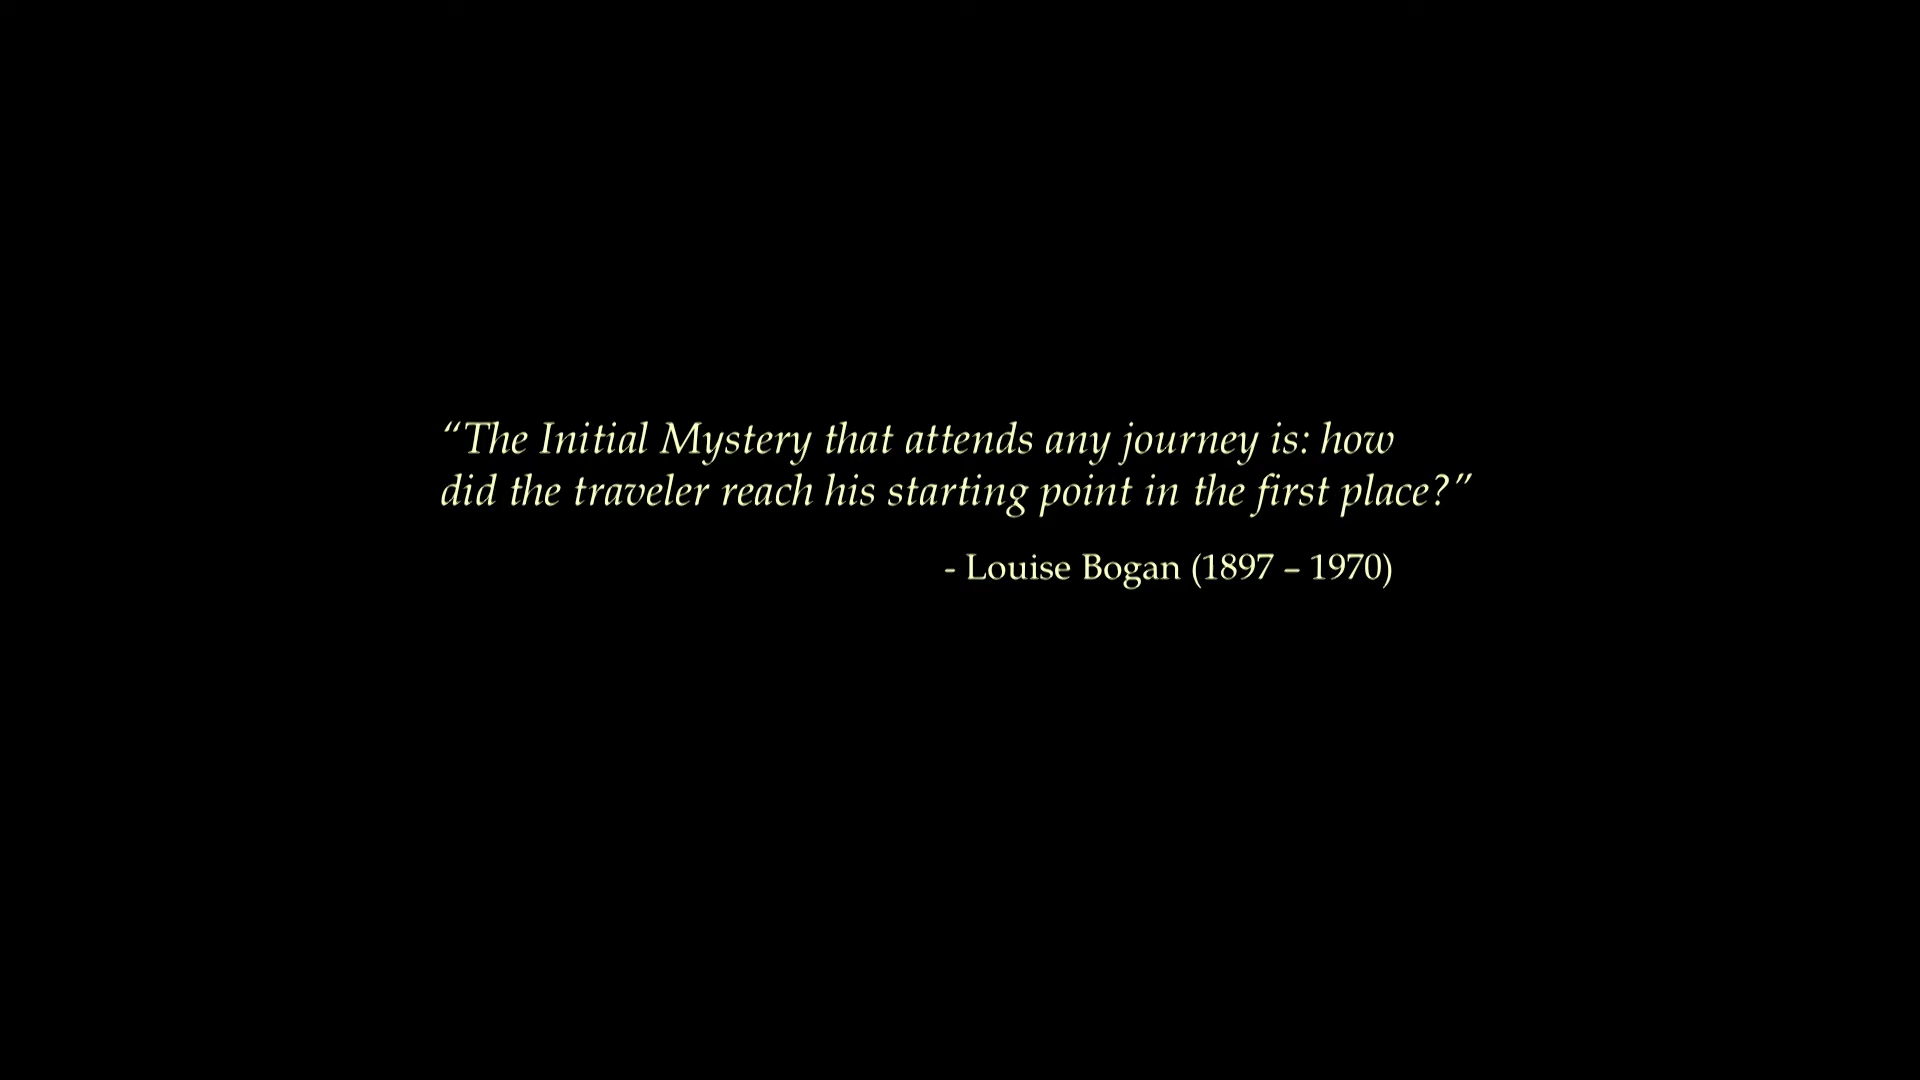 “The Initial Mystery that attends any journey is: how
did the traveler reach his starting point in the first place?”
- Louise Bogan (1897 – 1970)